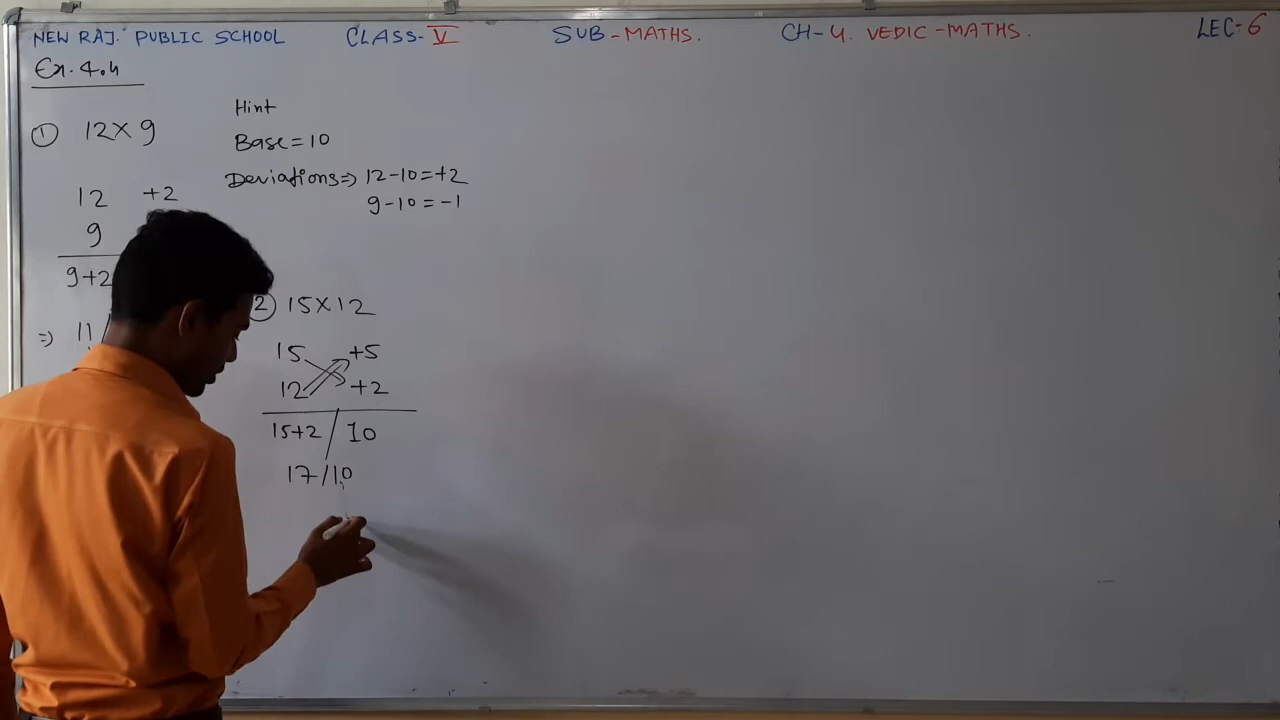 NEW RAJ. PUBLIC SCHOOL CLASS-V SUB-MATHS. CH-4. VEDIC-MATHS. LEC-6
Ex. 4.4
① 12×9
Hint
Base=10
Deviations⇒ 12-10=+2
9-10=-1
12 +2
9
9+2
⇒ 11/
② 15×12
15 +5
12 +2
15+2 / 10
17/10